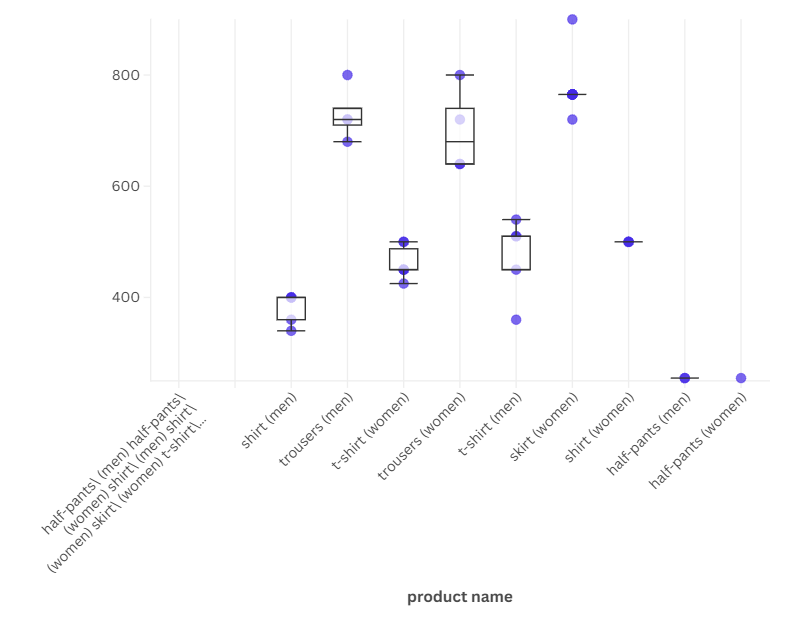 800
600
400
half-pants\ (men) half-pants\
(women) shirt\ (men) shirt\
(women) skirt\ (women) t-shirt\...
shirt (men)
trousers (men)
t-shirt (women)
trousers (women)
t-shirt (men)
skirt (women)
shirt (women)
half-pants (men)
half-pants (women)
product name